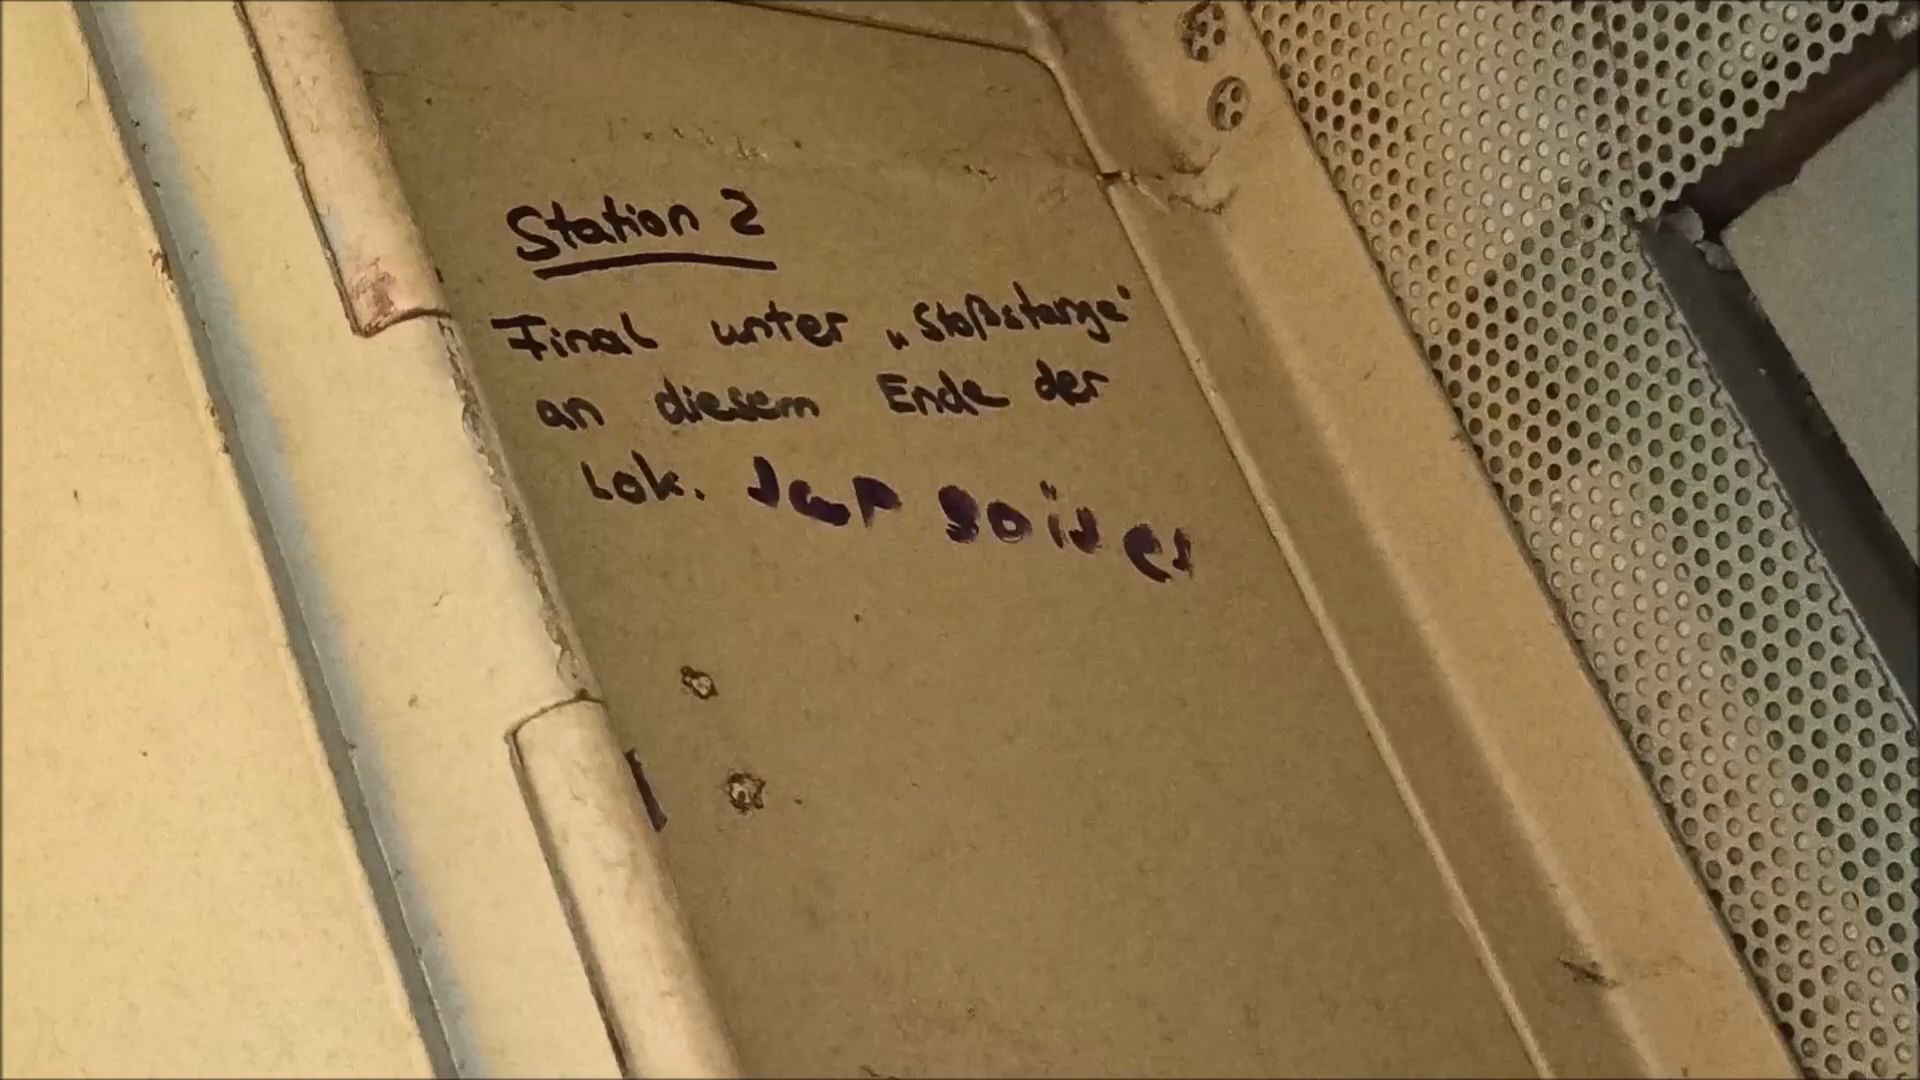 Station 2
Final unter „Stoßstange“
an diesem Ende der
Lok.